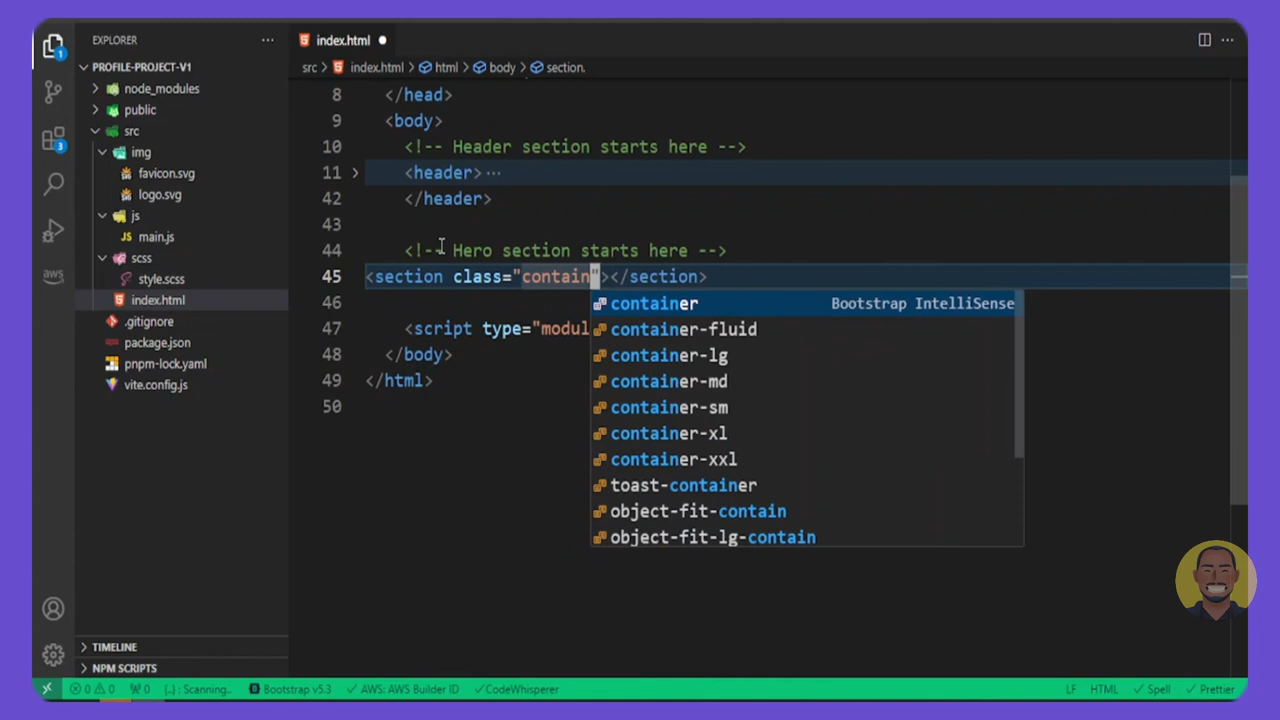 EXPLORER ···
PROFILE-PROJECT-V1
node_modules
public
src
img
favicon.svg
logo.svg
js
JS main.js
scss
style.scss
index.html
.gitignore
package.json
pnpm-lock.yaml
vite.config.js
TIMELINE
NPM SCRIPTS
1
3
aws
index.html
src > index.html > html > body > section.
8 </head>
9 <body>
10 <!-- Header section starts here -->
11 <header>···
42 </header>
43
44 <!-- Hero section starts here -->
45 <section class="contain"></section>
46
47 <script type="modul
48 </body>
49 </html>
50
container Bootstrap IntelliSense
container-fluid
container-lg
container-md
container-sm
container-xl
container-xxl
toast-container
object-fit-contain
object-fit-lg-contain
0 0 0 {..} : Scanning.. Bootstrap v5.3 AWS: AWS Builder ID CodeWhisperer LF HTML Spell Prettier